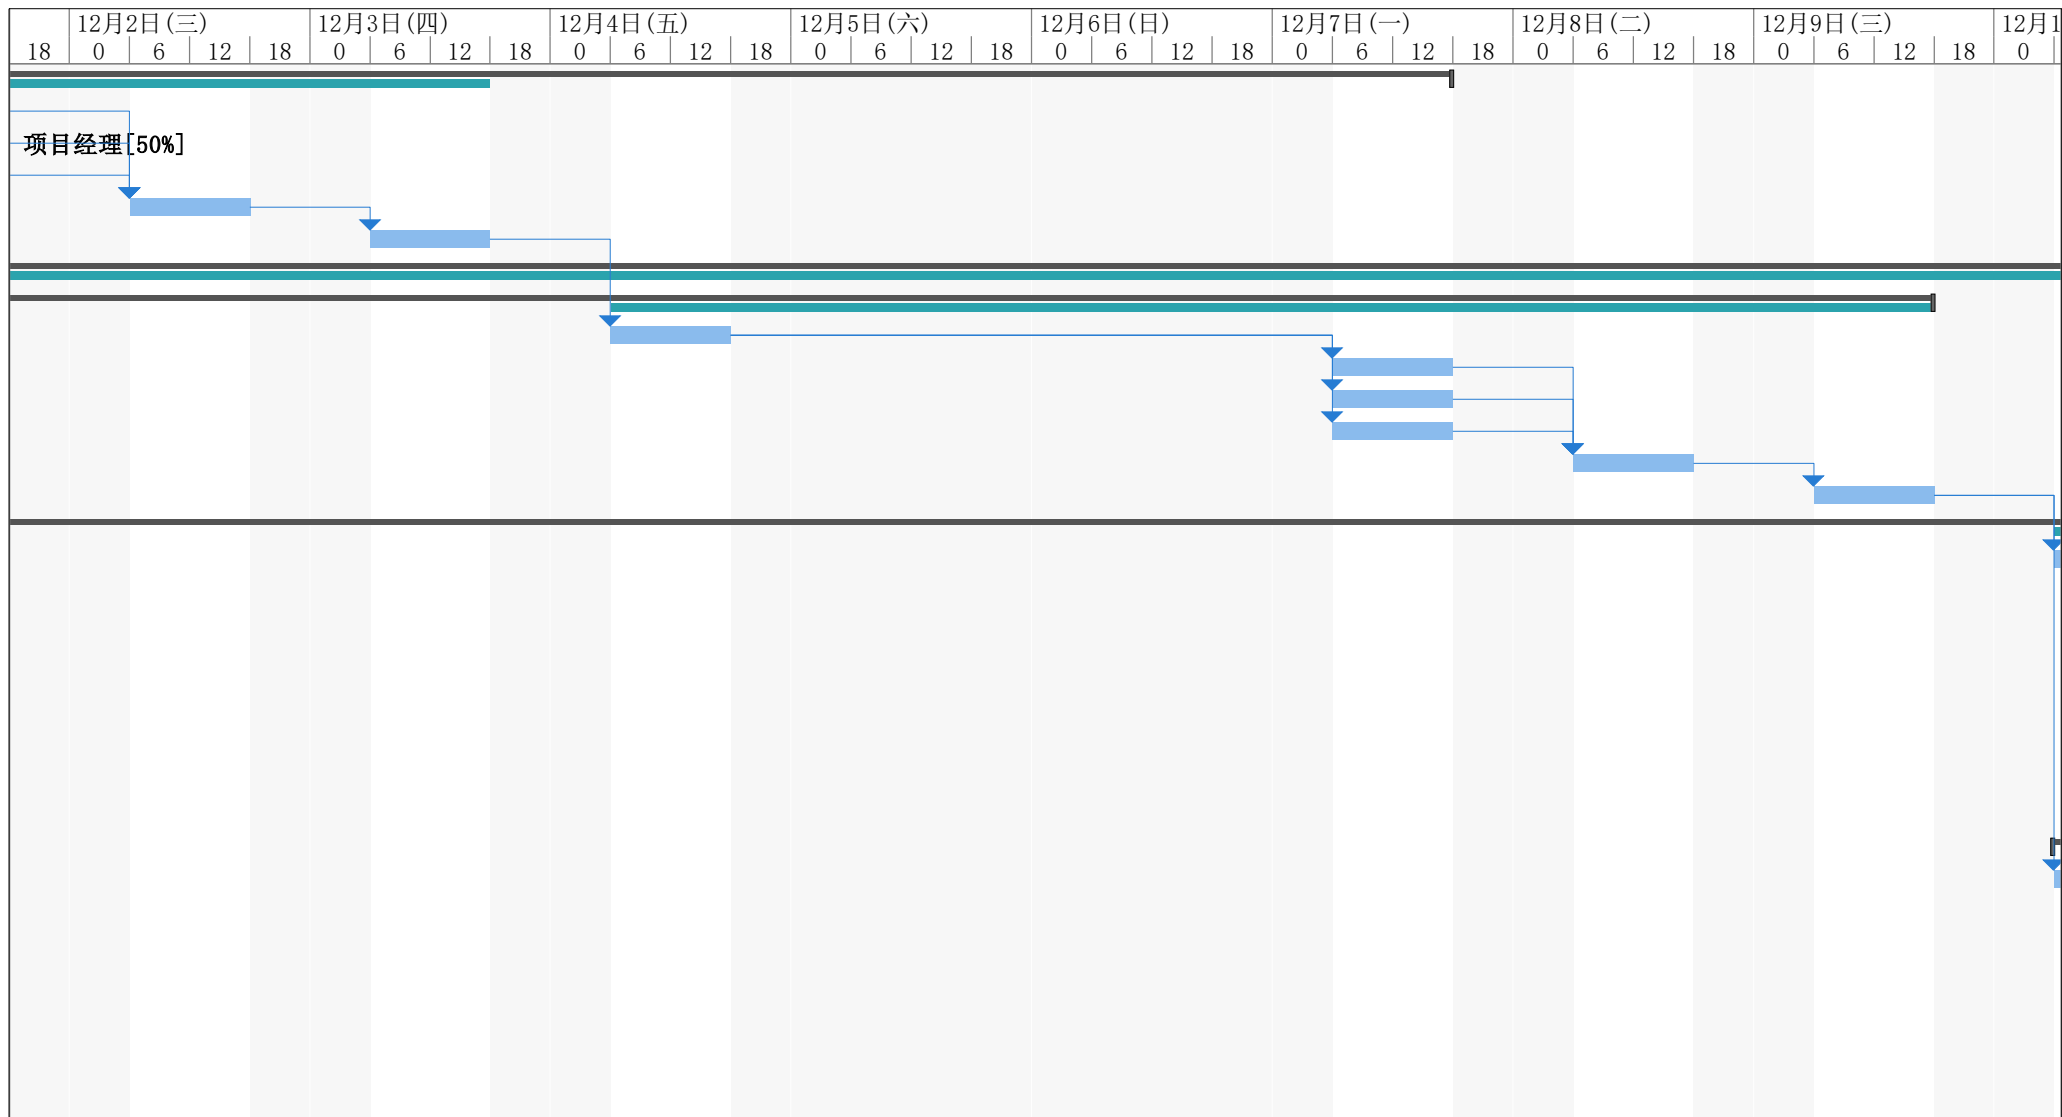 12月2日(三) 12月3日(四) 12月4日(五) 12月5日(六) 12月6日(日) 12月7日(一) 12月8日(二) 12月9日(三) 12月1
18 0 6 12 18 0 6 12 18 0 6 12 18 0 6 12 18 0 6 12 18 0 6 12 18 0 6 12 18 0 6 12 18 0
项目经理[50%]